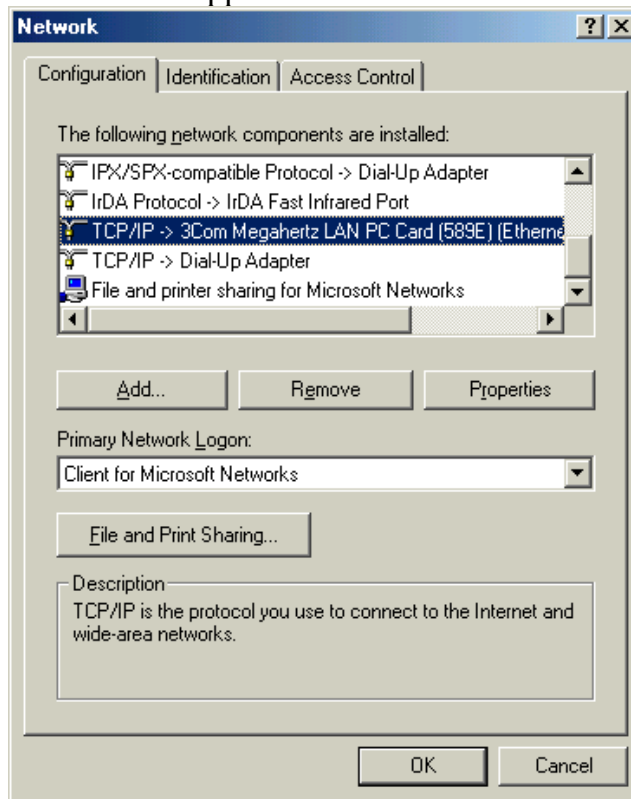 Network
Configuration Identification Access Control
The following network components are installed:
IPX/SPX-compatible Protocol -> Dial-Up Adapter
IrDA Protocol -> IrDA Fast Infrared Port
TCP/IP -> 3Com Megahertz LAN PC Card (589E) (Etherne
TCP/IP -> Dial-Up Adapter
File and printer sharing for Microsoft Networks
Add... Remove Properties
Primary Network Logon:
Client for Microsoft Networks
File and Print Sharing...
Description
TCP/IP is the protocol you use to connect to the Internet and
wide-area networks.
OK Cancel